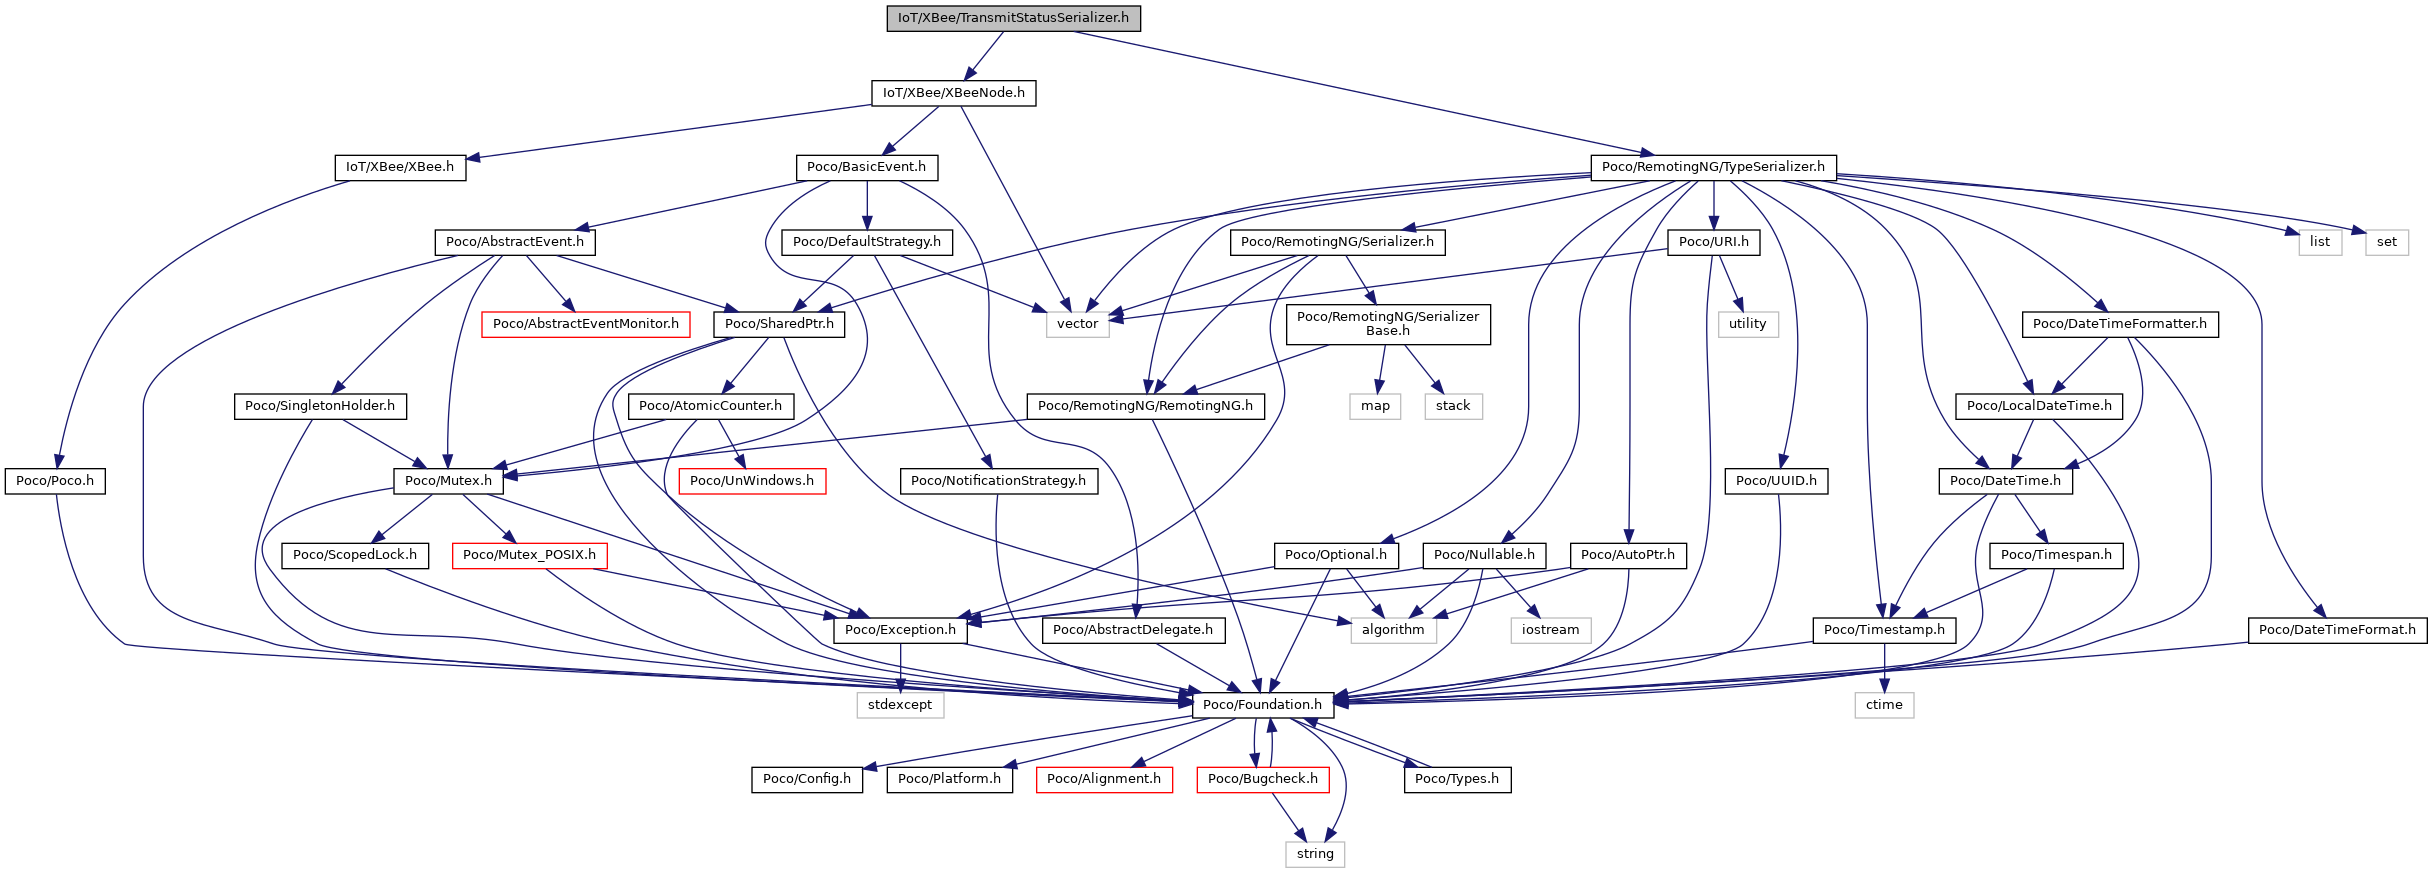 IoT/XBee/TransmitStatusSerializer.h
IoT/XBee/XBeeNode.h
IoT/XBee/XBee.h
Poco/BasicEvent.h
Poco/RemotingNG/TypeSerializer.h
Poco/AbstractEvent.h
Poco/DefaultStrategy.h
Poco/RemotingNG/Serializer.h
Poco/URI.h
list
set
Poco/AbstractEventMonitor.h
Poco/SharedPtr.h
vector
Poco/RemotingNG/Serializer
Base.h
utility
Poco/DateTimeFormatter.h
Poco/SingletonHolder.h
Poco/AtomicCounter.h
Poco/RemotingNG/RemotingNG.h
map
stack
Poco/LocalDateTime.h
Poco/Poco.h
Poco/Mutex.h
Poco/UnWindows.h
Poco/NotificationStrategy.h
Poco/UUID.h
Poco/DateTime.h
Poco/ScopedLock.h
Poco/Mutex_POSIX.h
Poco/Optional.h
Poco/Nullable.h
Poco/AutoPtr.h
Poco/Timespan.h
Poco/Exception.h
Poco/AbstractDelegate.h
algorithm
iostream
Poco/Timestamp.h
Poco/DateTimeFormat.h
stdexcept
Poco/Foundation.h
ctime
Poco/Config.h
Poco/Platform.h
Poco/Alignment.h
Poco/Bugcheck.h
Poco/Types.h
string